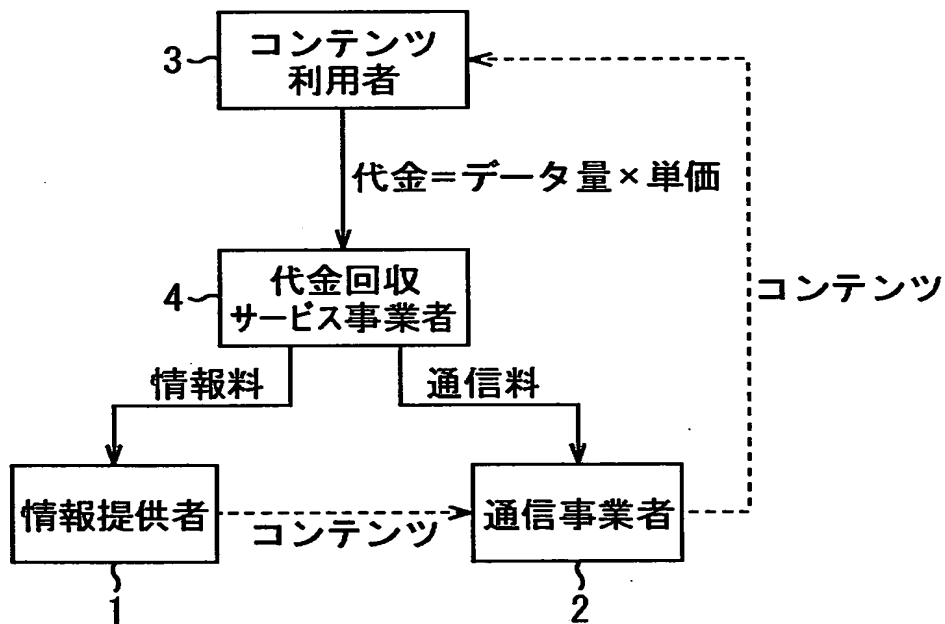 3
コンテンツ
利用者
代金=データ量×単価
4
代金回収
サービス事業者
コンテンツ
情報料
通信料
情報提供者
コンテンツ
通信事業者
1
2